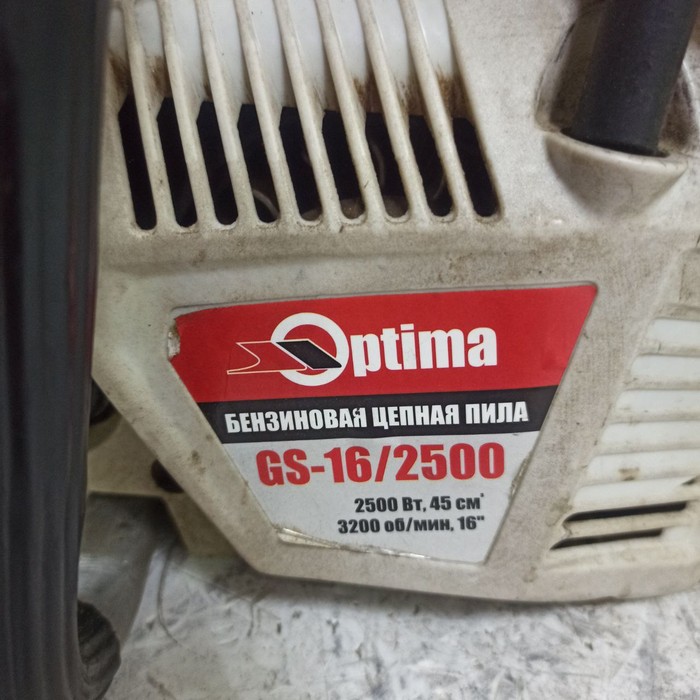 Optima
БЕНЗИНОВАЯ ЦЕПНАЯ ПИЛА
GS-16/2500
2500 Вт, 45 см³
3200 об/мин, 16"